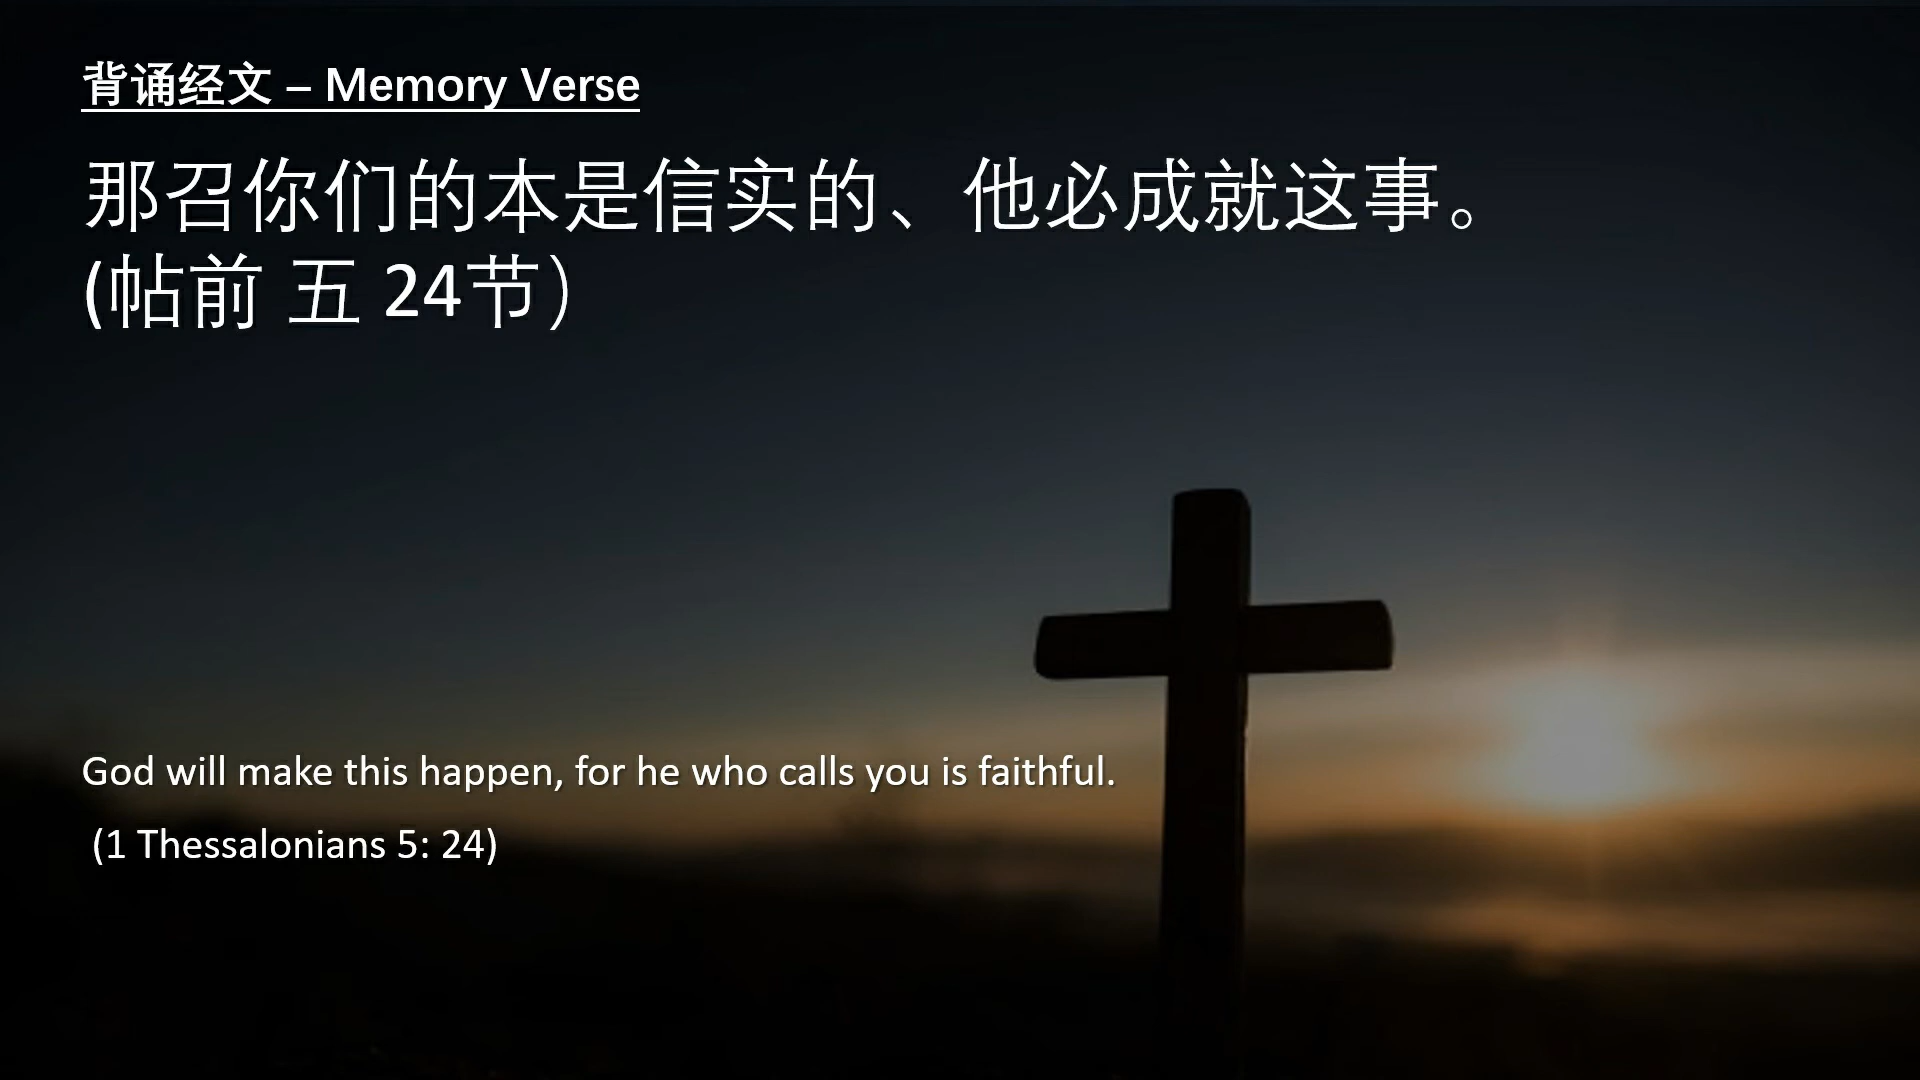 背诵经文 – Memory Verse
那召你们的本是信实的、他必成就这事。
(帖前 五 24节)
God will make this happen, for he who calls you is faithful.
(1 Thessalonians 5: 24)